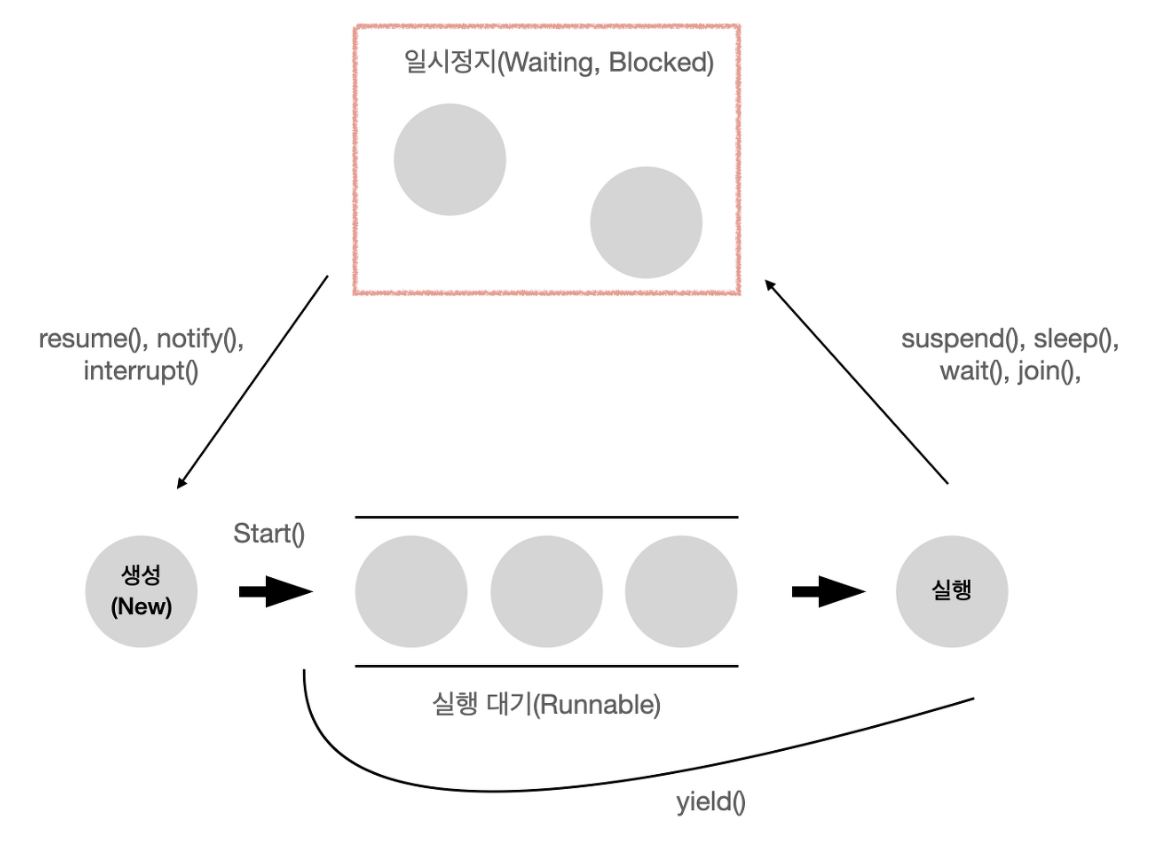 일시정지(Waiting, Blocked)
resume(), notify(),
interrupt()
suspend(), sleep(),
wait(), join(),
Start()
생성
(New)
실행
실행 대기(Runnable)
yield()